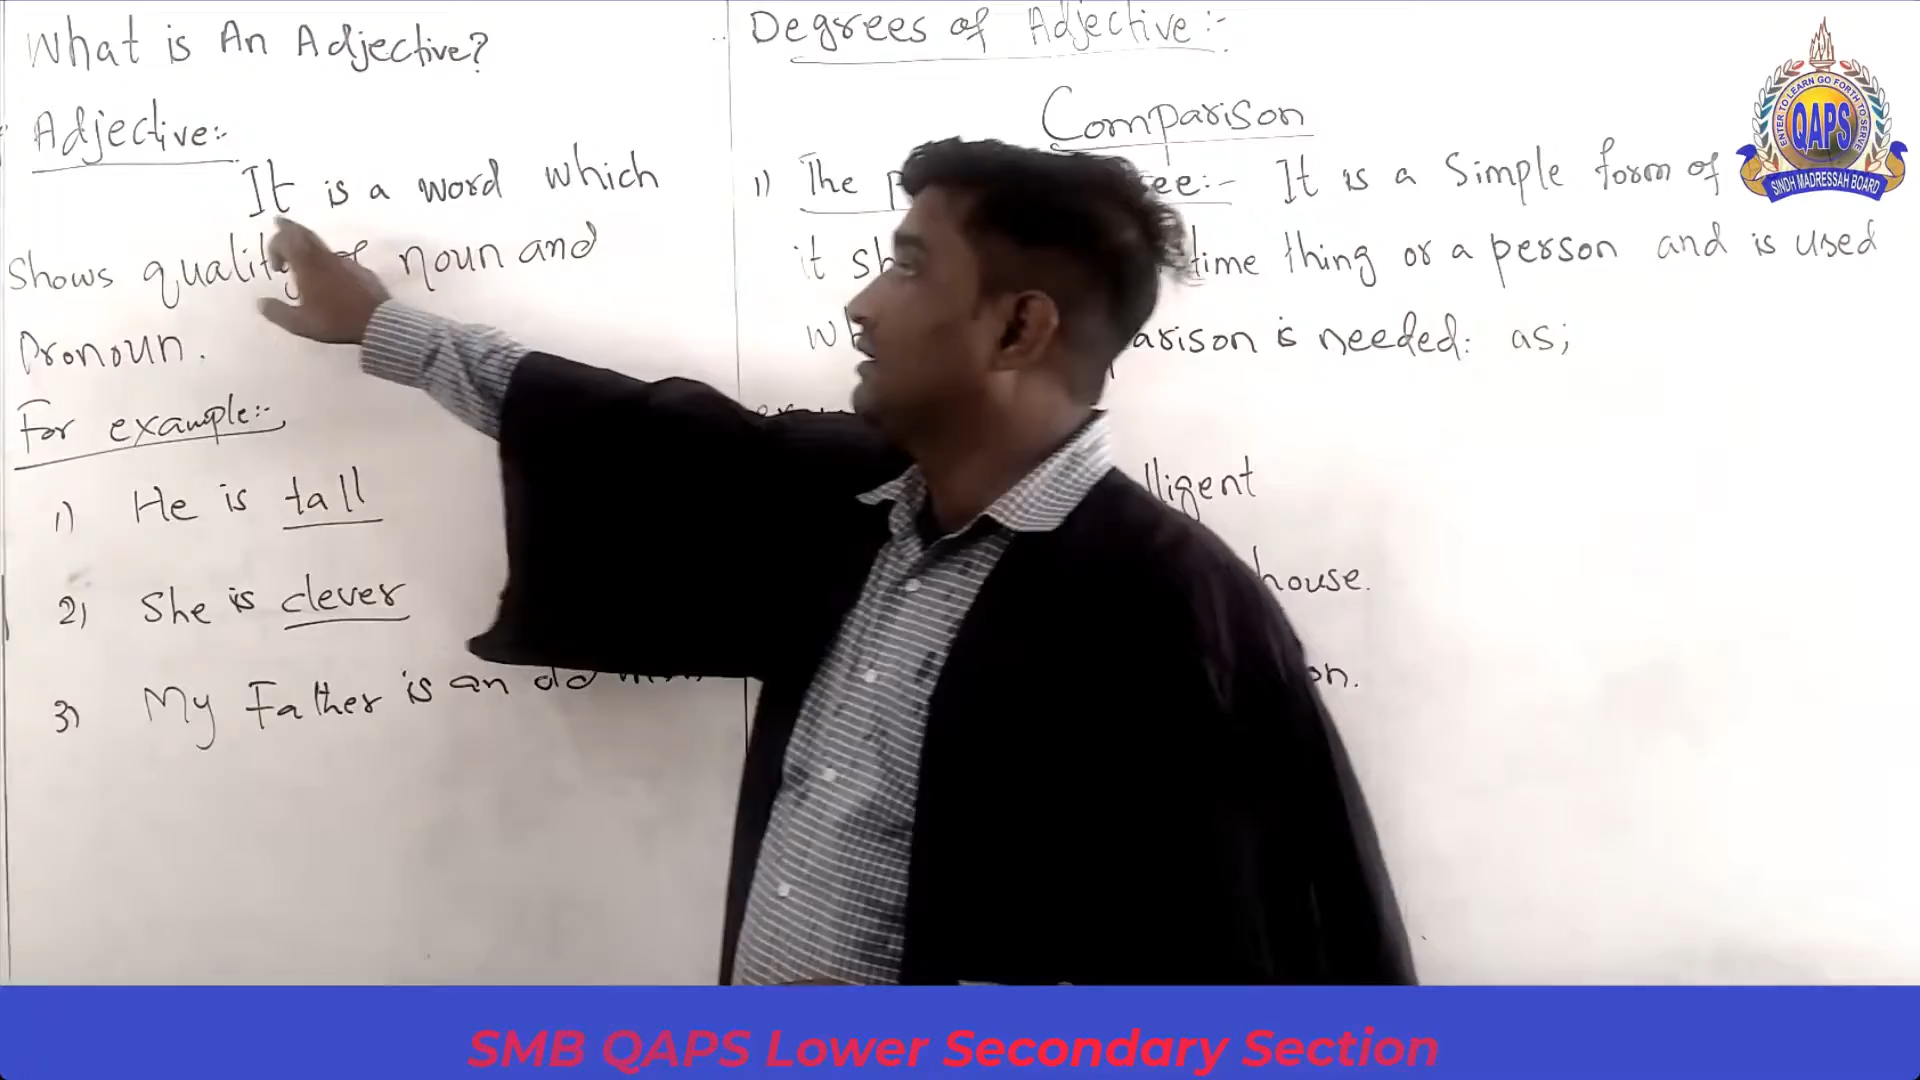 What is An Adjective?
Adjective:-
It is a word which
Shows quality of noun and
Pronoun.
For example:-
1) He is tall
2) She is clever
3) My Father is an
Degrees of Adjective:-
Comparison
1) The It is a Simple form of
it time thing or a person and is used
is needed: as;
house.
QAPS
ENTER TO LEARN GO FORTH TO SERVE
SINDH MADRESSAH BOARD
SMB QAPS Lower Secondary Section